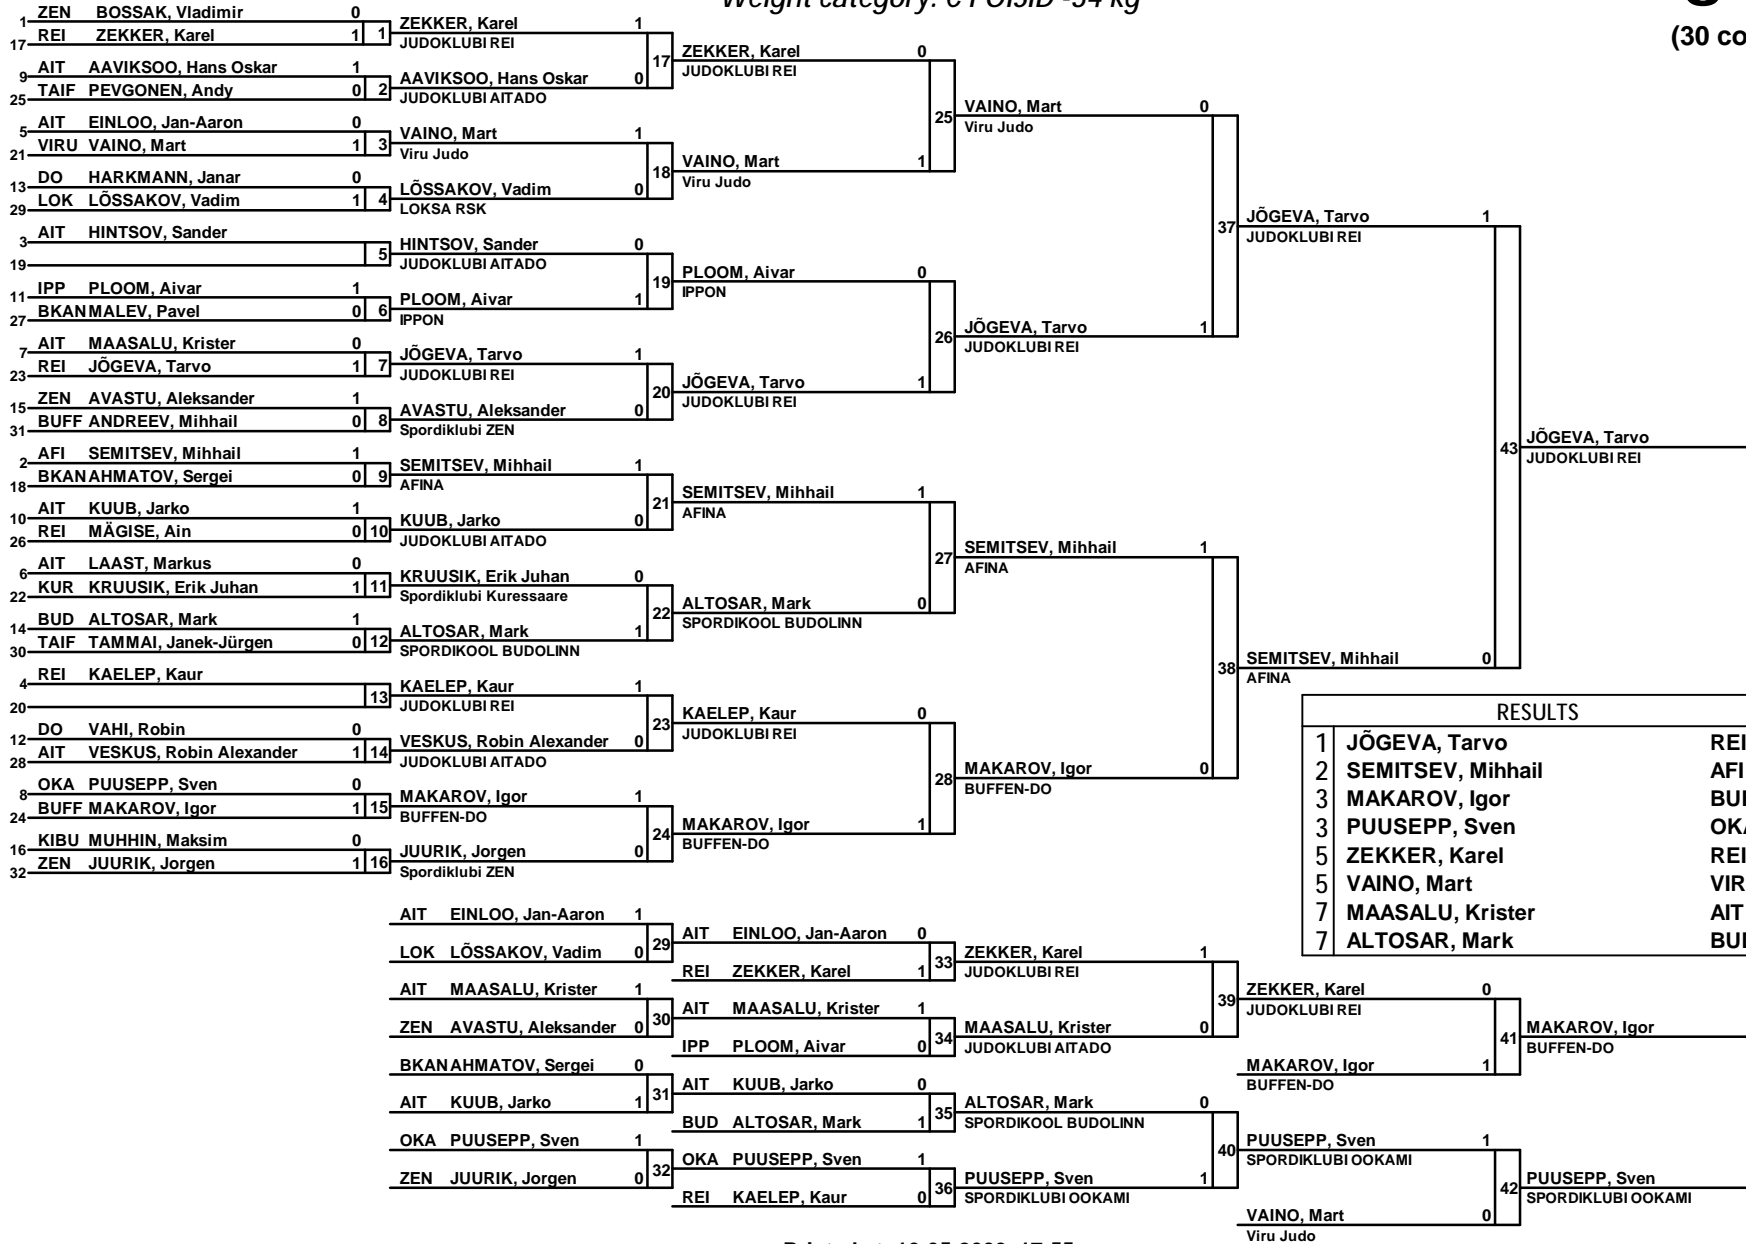 (30 co
1 ZEN BOSSAK, Vladimir 0
17 REI ZEKKER, Karel 1 1
9 AIT AAVIKSOO, Hans Oskar 1
25 TAIF PEVGONEN, Andy 0 2
5 AIT EINLOO, Jan-Aaron 0
21 VIRU VAINO, Mart 1 3
13 DO HARKMANN, Janar 0
29 LOK LÕSSAKOV, Vadim 1 4
3 AIT HINTSOV, Sander
19 5
11 IPP PLOOM, Aivar 1
27 BKAN MALEV, Pavel 0 6
7 AIT MAASALU, Krister 0
23 REI JÕGEVA, Tarvo 1 7
15 ZEN AVASTU, Aleksander 1
31 BUFF ANDREEV, Mihhail 0 8
2 AFI SEMITSEV, Mihhail 1
18 BKAN AHMATOV, Sergei 0 9
10 AIT KUUB, Jarko 1
26 REI MÄGISE, Ain 0 10
6 AIT LAAST, Markus 0
22 KUR KRUUSIK, Erik Juhan 1 11
14 BUD ALTOSAR, Mark 1
30 TAIF TAMMAI, Janek-Jürgen 0 12
4 REI KAELEP, Kaur
20 13
12 DO VAHI, Robin 0
28 AIT VESKUS, Robin Alexander 1 14
8 OKA PUUSEPP, Sven 0
24 BUFF MAKAROV, Igor 1 15
16 KIBU MUHHIN, Maksim 0
32 ZEN JUURIK, Jorgen 1 16
ZEKKER, Karel 1
JUDOKLUBI REI
17
AAVIKSOO, Hans Oskar 0
JUDOKLUBI AITADO
VAINO, Mart 1
Viru Judo
18
LÕSSAKOV, Vadim 0
LOKSA RSK
HINTSOV, Sander 0
JUDOKLUBI AITADO
19
PLOOM, Aivar 1
IPPON
JÕGEVA, Tarvo 1
JUDOKLUBI REI
20
AVASTU, Aleksander 0
Spordiklubi ZEN
SEMITSEV, Mihhail 1
AFINA
21
KUUB, Jarko 0
JUDOKLUBI AITADO
KRUUSIK, Erik Juhan 0
Spordiklubi Kuressaare
22
ALTOSAR, Mark 1
SPORDIKOOL BUDOLINN
KAELEP, Kaur 1
JUDOKLUBI REI
23
VESKUS, Robin Alexander 0
JUDOKLUBI AITADO
MAKAROV, Igor 1
BUFFEN-DO
24
JUURIK, Jorgen 0
Spordiklubi ZEN
ZEKKER, Karel 0
JUDOKLUBI REI
25
VAINO, Mart 1
Viru Judo
PLOOM, Aivar 0
IPPON
26
JÕGEVA, Tarvo 1
JUDOKLUBI REI
SEMITSEV, Mihhail 1
AFINA
27
ALTOSAR, Mark 0
SPORDIKOOL BUDOLINN
KAELEP, Kaur 0
JUDOKLUBI REI
28
MAKAROV, Igor 1
BUFFEN-DO
VAINO, Mart 0
Viru Judo
37
JÕGEVA, Tarvo 1
JUDOKLUBI REI
SEMITSEV, Mihhail 1
AFINA
38
MAKAROV, Igor 0
BUFFEN-DO
JÕGEVA, Tarvo 1
JUDOKLUBI REI
43
SEMITSEV, Mihhail 0
AFINA
JÕGEVA, Tarvo
JUDOKLUBI REI
RESULTS
1 JÕGEVA, Tarvo REI
2 SEMITSEV, Mihhail AFI
3 MAKAROV, Igor BU
3 PUUSEPP, Sven OK
5 ZEKKER, Karel REI
5 VAINO, Mart VIR
7 MAASALU, Krister AIT
7 ALTOSAR, Mark BU
AIT EINLOO, Jan-Aaron 1
29
LOK LÕSSAKOV, Vadim 0
AIT MAASALU, Krister 1
30
ZEN AVASTU, Aleksander 0
BKAN AHMATOV, Sergei 0
31
AIT KUUB, Jarko 1
OKA PUUSEPP, Sven 1
32
ZEN JUURIK, Jorgen 0
AIT EINLOO, Jan-Aaron 0
33
REI ZEKKER, Karel 1
AIT MAASALU, Krister 1
34
IPP PLOOM, Aivar 0
AIT KUUB, Jarko 0
35
BUD ALTOSAR, Mark 1
OKA PUUSEPP, Sven 1
36
REI KAELEP, Kaur 0
ZEKKER, Karel 1
JUDOKLUBI REI
39
MAASALU, Krister 0
JUDOKLUBI AITADO
ALTOSAR, Mark 0
SPORDIKOOL BUDOLINN
40
PUUSEPP, Sven 1
SPORDIKLUBI OOKAMI
ZEKKER, Karel 0
JUDOKLUBI REI
41
MAKAROV, Igor 1
BUFFEN-DO
PUUSEPP, Sven 1
SPORDIKLUBI OOKAMI
42
VAINO, Mart 0
Viru Judo
MAKAROV, Igor
BUFFEN-DO
PUUSEPP, Sven
SPORDIKLUBI OOKAMI